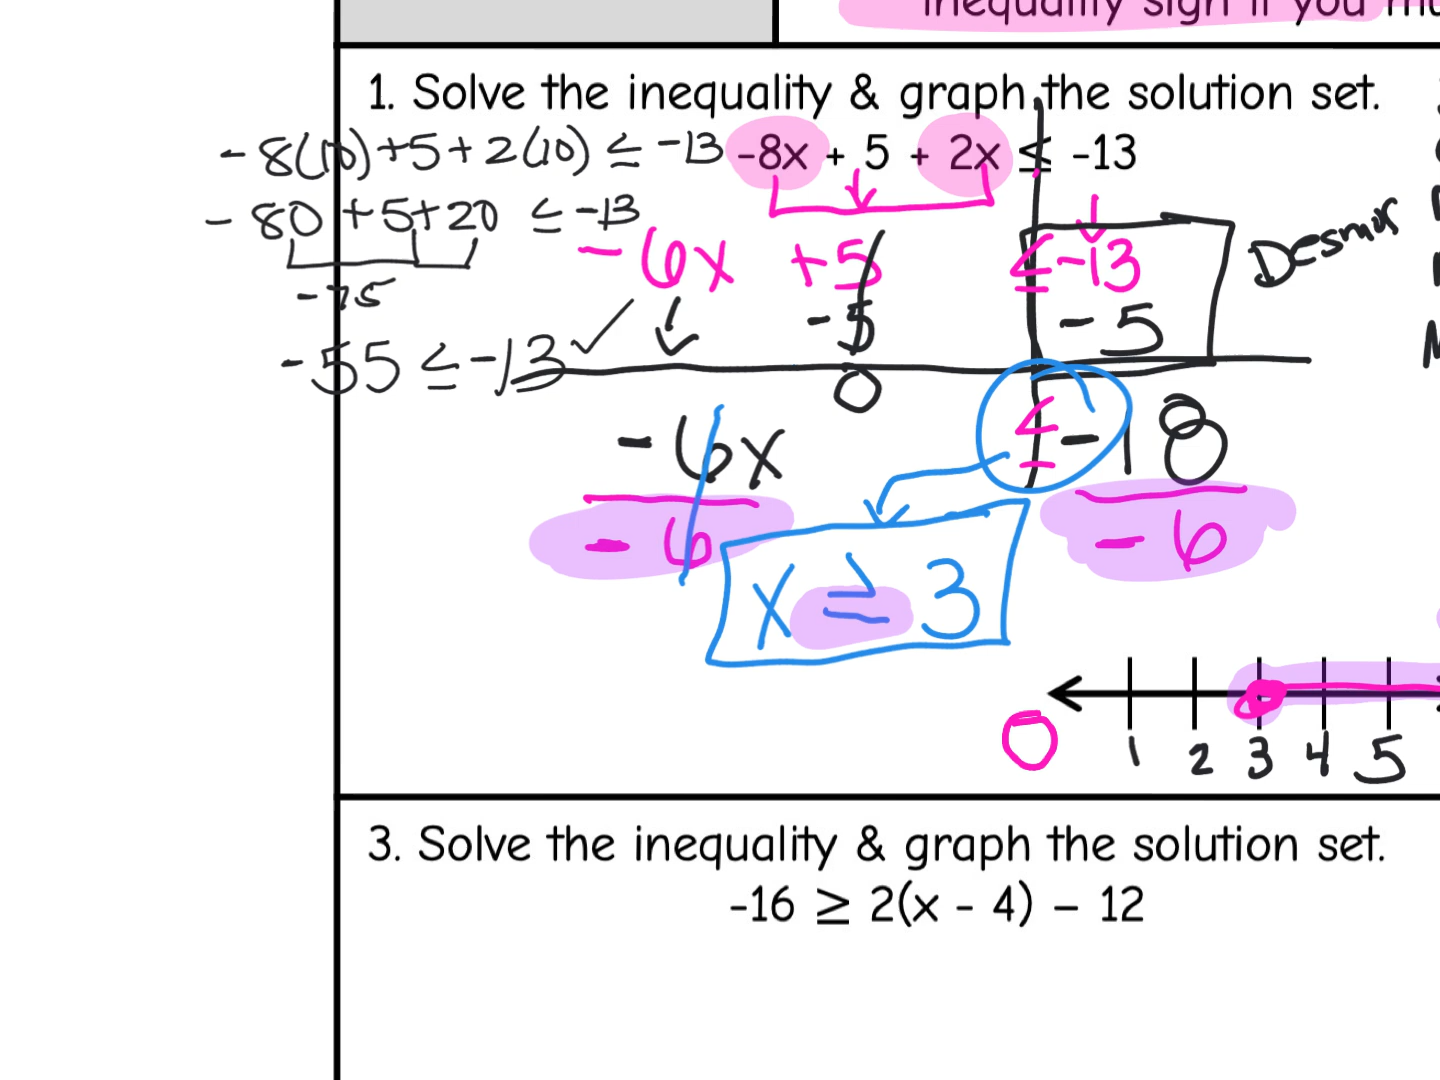 inequality sign if you mu
1. Solve the inequality & graph the solution set.
-8(10)+5+2(10) ≤ -13
-8x + 5 + 2x ≤ -13
-80 +5+20 ≤ -13
-75
-55 ≤ -13 ✓
-6x +5 ≤ -13
-5 -5
Desmos
0
-6x ≤ -18
-6 -6
x ≥ 3
0 1 2 3 4 5
3. Solve the inequality & graph the solution set.
-16 ≥ 2(x - 4) – 12